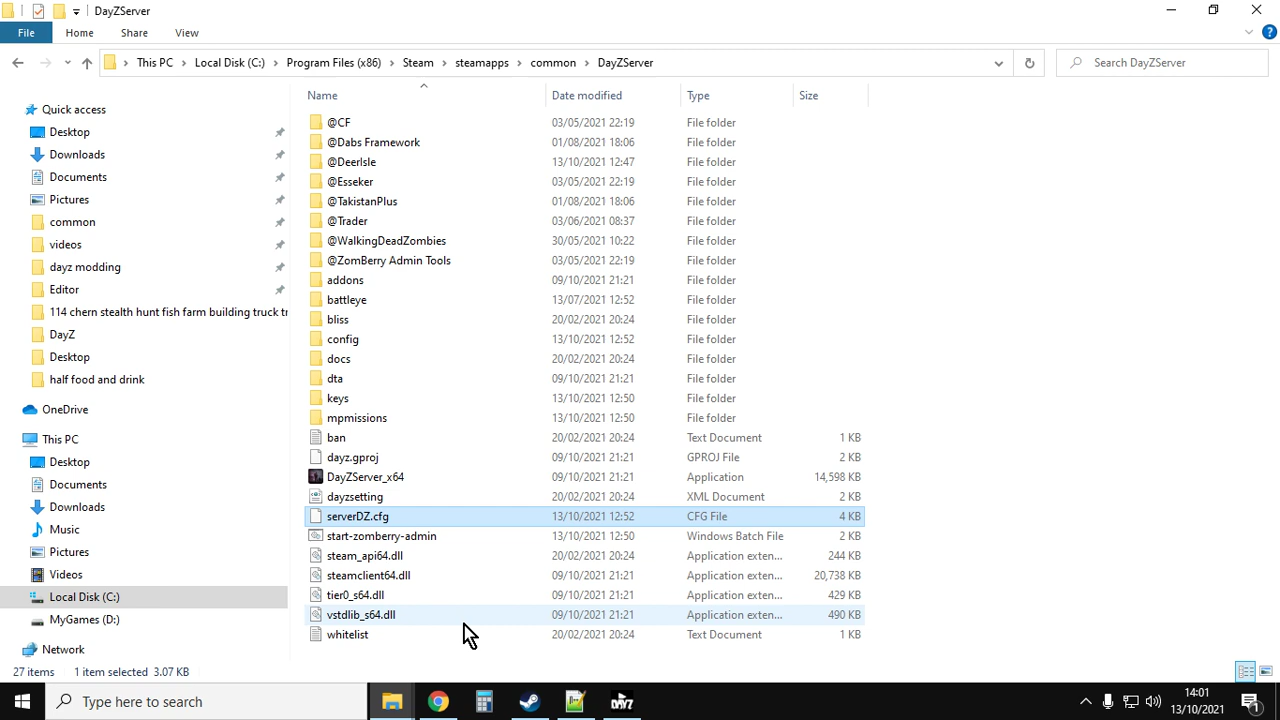 DayZServer
File Home Share View
This PC Local Disk (C:) Program Files (x86) Steam steamapps common DayZServer
Search DayZServer
Name Date modified Type Size
Quick access
Desktop
Downloads
Documents
Pictures
common
videos
dayz modding
Editor
114 chern stealth hunt fish farm building truck tr
DayZ
Desktop
half food and drink
OneDrive
This PC
Desktop
Documents
Downloads
Music
Pictures
Videos
Local Disk (C:)
MyGames (D:)
Network
@CF 03/05/2021 22:19 File folder
@Dabs Framework 01/08/2021 18:06 File folder
@DeerIsle 13/10/2021 12:47 File folder
@Esseker 03/05/2021 22:19 File folder
@TakistanPlus 01/08/2021 18:06 File folder
@Trader 03/06/2021 08:37 File folder
@WalkingDeadZombies 30/05/2021 10:22 File folder
@ZomBerry Admin Tools 03/05/2021 22:19 File folder
addons 09/10/2021 21:21 File folder
battleye 13/07/2021 12:52 File folder
bliss 20/02/2021 20:24 File folder
config 13/10/2021 12:52 File folder
docs 20/02/2021 20:24 File folder
dta 09/10/2021 21:21 File folder
keys 13/10/2021 12:50 File folder
mpmissions 13/10/2021 12:50 File folder
ban 20/02/2021 20:24 Text Document 1 KB
dayz.gproj 09/10/2021 21:21 GPROJ File 2 KB
DayZServer_x64 09/10/2021 21:21 Application 14,598 KB
dayzsetting 20/02/2021 20:24 XML Document 2 KB
serverDZ.cfg 13/10/2021 12:52 CFG File 4 KB
start-zomberry-admin 13/10/2021 12:50 Windows Batch File 2 KB
steam_api64.dll 20/02/2021 20:24 Application exten... 244 KB
steamclient64.dll 09/10/2021 21:21 Application exten... 20,738 KB
tier0_s64.dll 09/10/2021 21:21 Application exten... 429 KB
vstdlib_s64.dll 09/10/2021 21:21 Application exten... 490 KB
whitelist 20/02/2021 20:24 Text Document 1 KB
27 items 1 item selected 3.07 KB
Type here to search
DAYZ
14:01
13/10/2021
1